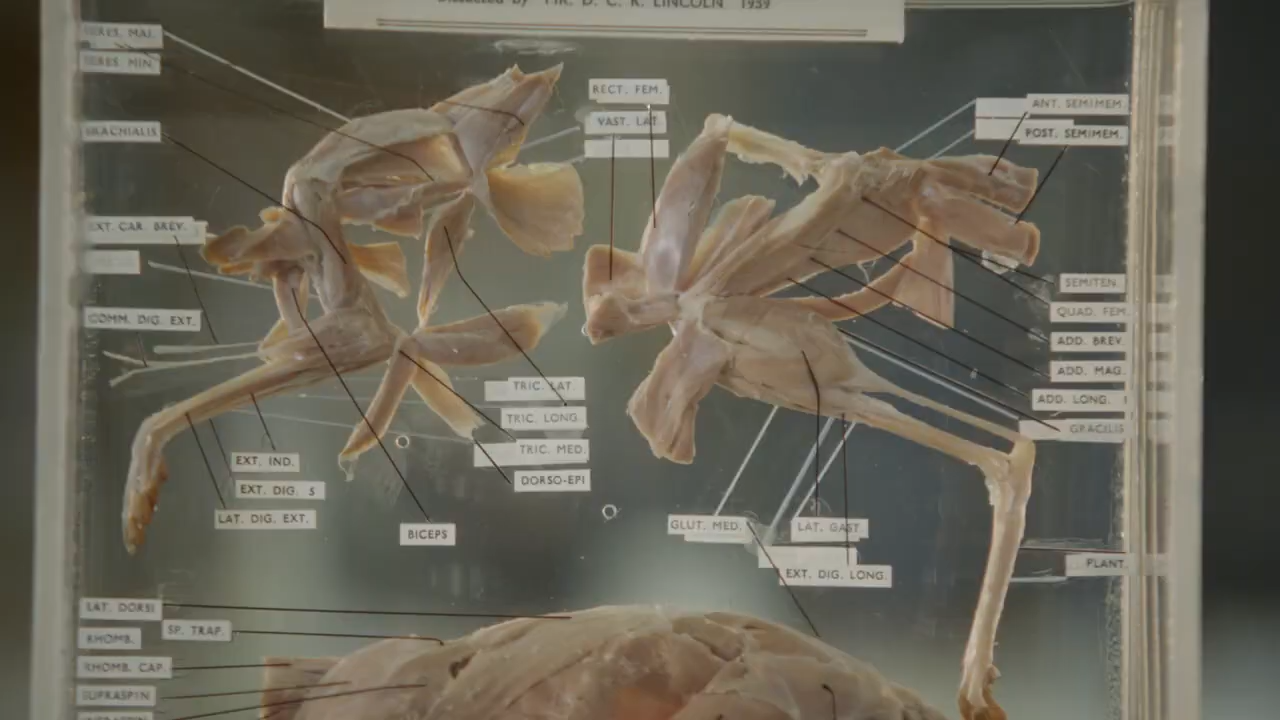 Dissected by MR. D. C. R. LINCOLN 1959
TERES. MAJ.
TERES. MIN.
BRACHIALIS
EXT. CAR. BREV.
COMM. DIG. EXT.
RECT. FEM.
VAST. LAT.
ANT. SEMIMEM.
POST. SEMIMEM.
SEMITEN.
QUAD. FEM.
ADD. BREV.
ADD. MAG.
ADD. LONG.
GRACILIS
TRIC. LAT.
TRIC. LONG.
TRIC. MED.
DORSO-EPI
EXT. IND.
EXT. DIG. 5
LAT. DIG. EXT.
BICEPS
GLUT. MED.
LAT. GAST.
EXT. DIG. LONG.
PLANT.
LAT. DORSI
SP. TRAP.
RHOMB.
RHOMB. CAP.
SUPRASPIN